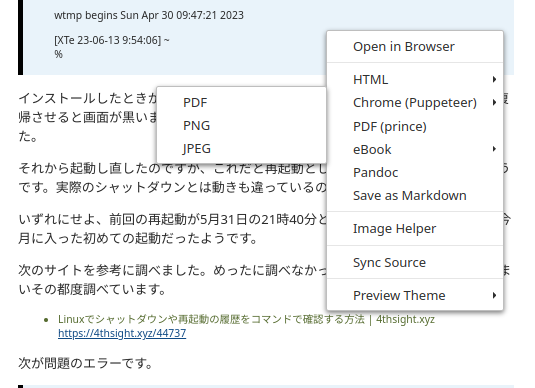 wtmp begins Sun Apr 30 09:47:21 2023
[XTe 23-06-13 9:54:06] ~
%
インストールしたときか
帰させると画面が黒いま
た。
それから起動し直したのですが、これだと再起動とし
です。実際のシャットダウンとは動きも違っているの
いずれにせよ、前回の再起動が5月31日の21時40分と
今
月に入った初めての起動だったようです。
次のサイトを参考に調べました。めったに調べなかっ
ま
いその都度調べています。
Linuxでシャットダウンや再起動の履歴をコマンドで確認する方法 | 4thsight.xyz
https://4thsight.xyz/44737
次が問題のエラーです。
Open in Browser
HTML
Chrome (Puppeteer)
PDF (prince)
eBook
Pandoc
Save as Markdown
Image Helper
Sync Source
Preview Theme
PDF
PNG
JPEG